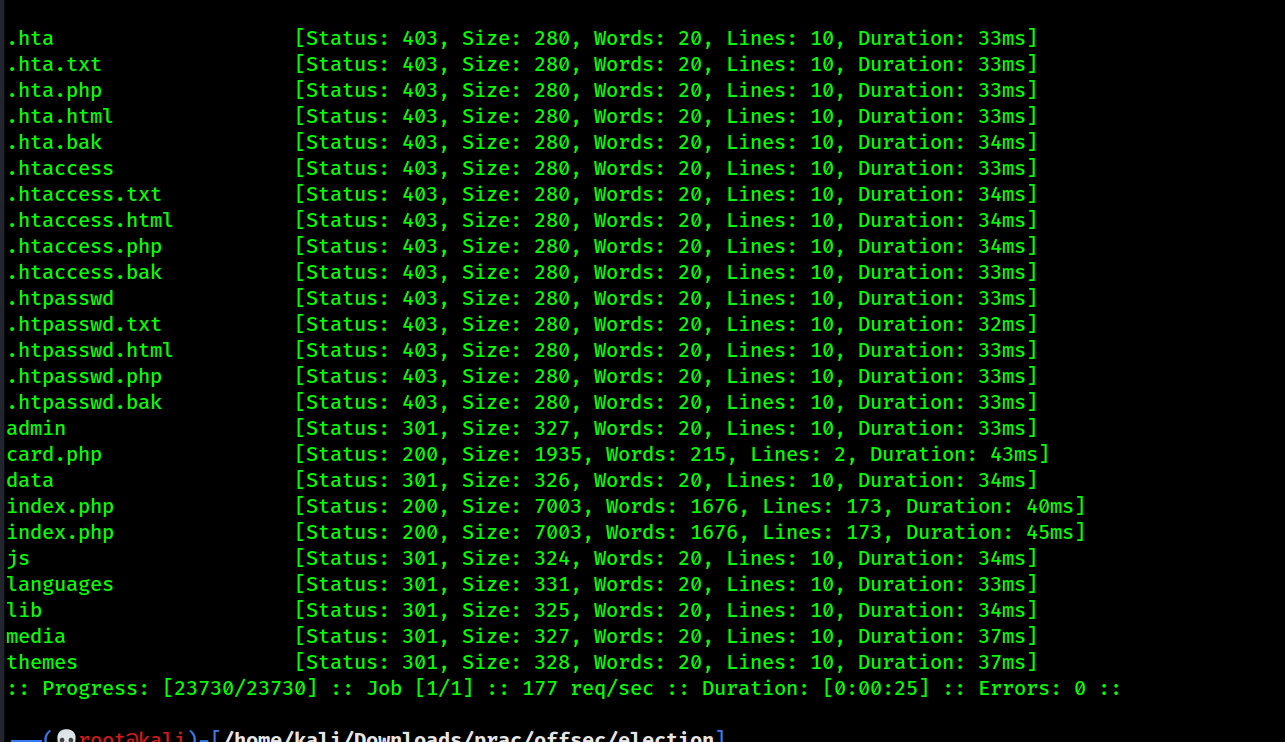 .hta [Status: 403, Size: 280, Words: 20, Lines: 10, Duration: 33ms]
.hta.txt [Status: 403, Size: 280, Words: 20, Lines: 10, Duration: 33ms]
.hta.php [Status: 403, Size: 280, Words: 20, Lines: 10, Duration: 33ms]
.hta.html [Status: 403, Size: 280, Words: 20, Lines: 10, Duration: 33ms]
.hta.bak [Status: 403, Size: 280, Words: 20, Lines: 10, Duration: 34ms]
.htaccess [Status: 403, Size: 280, Words: 20, Lines: 10, Duration: 33ms]
.htaccess.txt [Status: 403, Size: 280, Words: 20, Lines: 10, Duration: 34ms]
.htaccess.html [Status: 403, Size: 280, Words: 20, Lines: 10, Duration: 34ms]
.htaccess.php [Status: 403, Size: 280, Words: 20, Lines: 10, Duration: 34ms]
.htaccess.bak [Status: 403, Size: 280, Words: 20, Lines: 10, Duration: 33ms]
.htpasswd [Status: 403, Size: 280, Words: 20, Lines: 10, Duration: 33ms]
.htpasswd.txt [Status: 403, Size: 280, Words: 20, Lines: 10, Duration: 32ms]
.htpasswd.html [Status: 403, Size: 280, Words: 20, Lines: 10, Duration: 33ms]
.htpasswd.php [Status: 403, Size: 280, Words: 20, Lines: 10, Duration: 33ms]
.htpasswd.bak [Status: 403, Size: 280, Words: 20, Lines: 10, Duration: 33ms]
admin [Status: 301, Size: 327, Words: 20, Lines: 10, Duration: 33ms]
card.php [Status: 200, Size: 1935, Words: 215, Lines: 2, Duration: 43ms]
data [Status: 301, Size: 326, Words: 20, Lines: 10, Duration: 34ms]
index.php [Status: 200, Size: 7003, Words: 1676, Lines: 173, Duration: 40ms]
index.php [Status: 200, Size: 7003, Words: 1676, Lines: 173, Duration: 45ms]
js [Status: 301, Size: 324, Words: 20, Lines: 10, Duration: 34ms]
languages [Status: 301, Size: 331, Words: 20, Lines: 10, Duration: 33ms]
lib [Status: 301, Size: 325, Words: 20, Lines: 10, Duration: 34ms]
media [Status: 301, Size: 327, Words: 20, Lines: 10, Duration: 37ms]
themes [Status: 301, Size: 328, Words: 20, Lines: 10, Duration: 37ms]
:: Progress: [23730/23730] :: Job [1/1] :: 177 req/sec :: Duration: [0:00:25] :: Errors: 0 ::
──(💀root@kali)-[/home/kali/Downloads/prac/offsec/election]